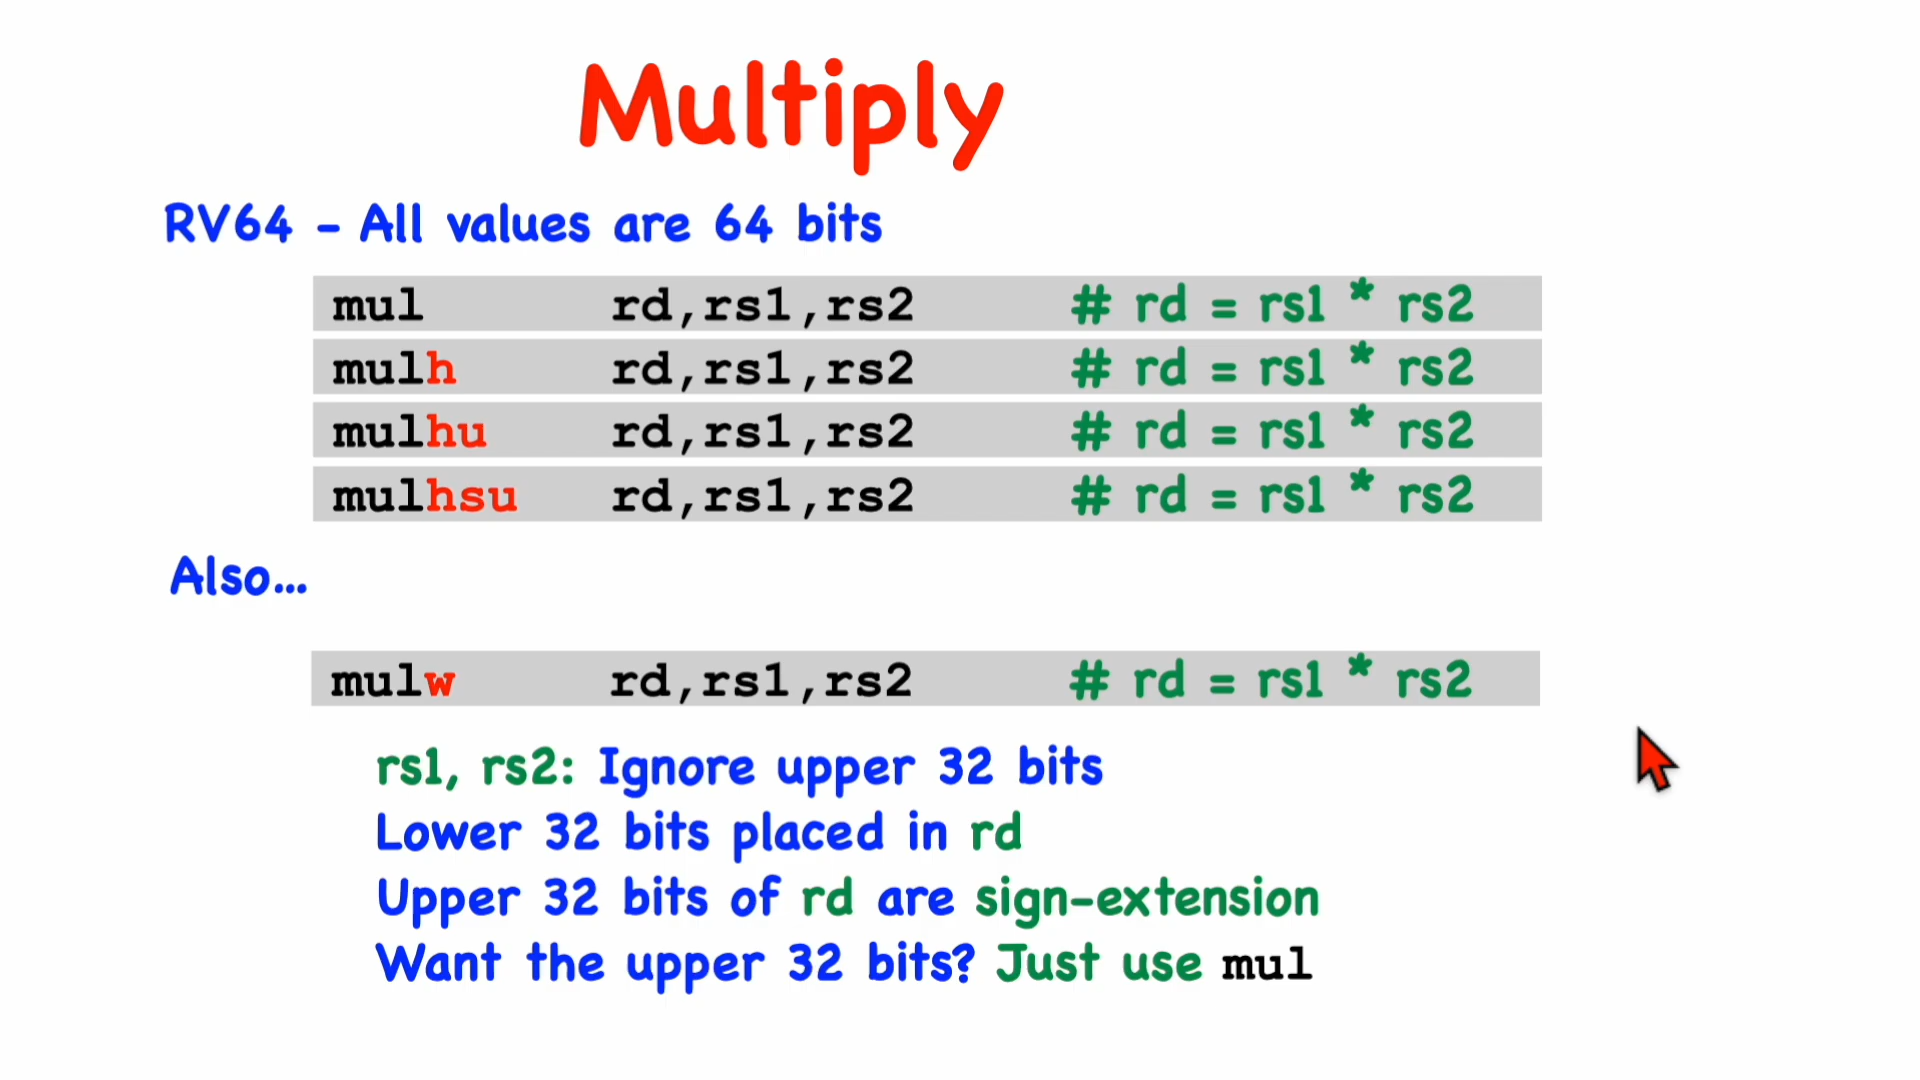 Multiply
RV64 - All values are 64 bits
mul rd,rs1,rs2 # rd = rs1 * rs2
mulh rd,rs1,rs2 # rd = rs1 * rs2
mulhu rd,rs1,rs2 # rd = rs1 * rs2
mulhsu rd,rs1,rs2 # rd = rs1 * rs2
Also...
mulw rd,rs1,rs2 # rd = rs1 * rs2
rs1, rs2: Ignore upper 32 bits
Lower 32 bits placed in rd
Upper 32 bits of rd are sign-extension
Want the upper 32 bits? Just use mul